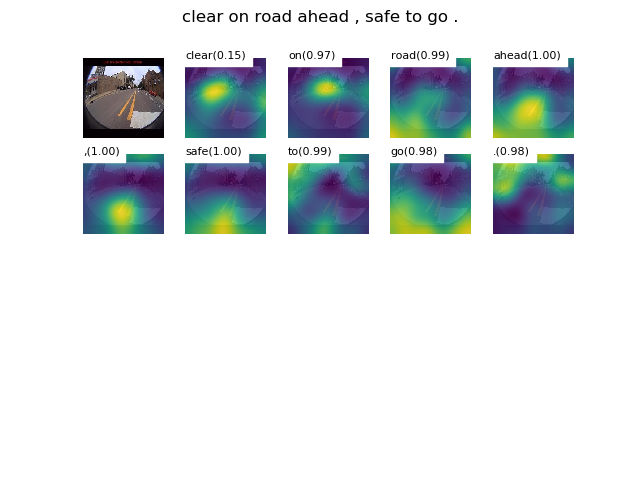 clear on road ahead , safe to go .
clear(0.15) on(0.97) road(0.99) ahead(1.00)
,(1.00) safe(1.00) to(0.99) go(0.98) .(0.98)